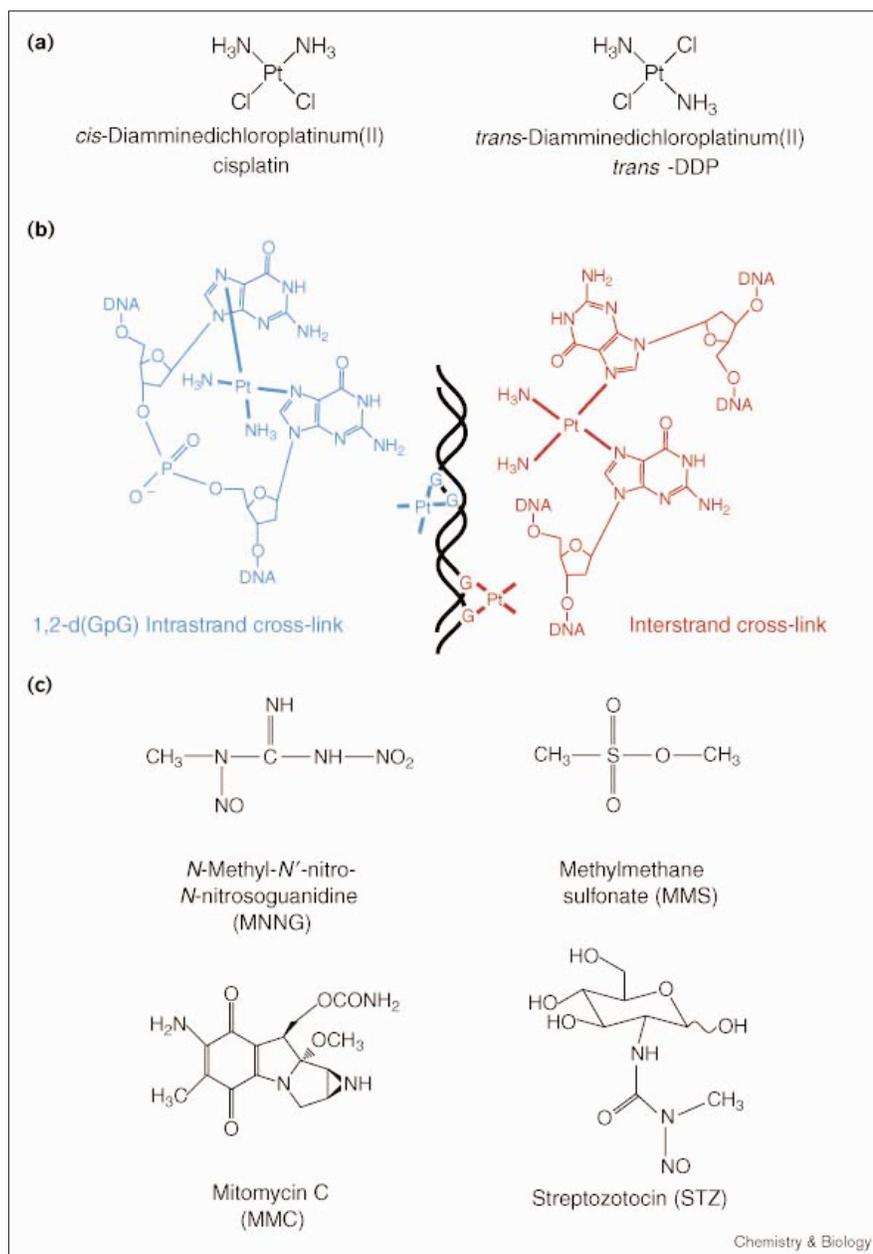 (a)
H₃N NH₃
Pt
Cl Cl
cis-Diamminedichloroplatinum(II)
cisplatin
H₃N Cl
Pt
Cl NH₃
trans-Diamminedichloroplatinum(II)
trans -DDP
(b)
O
N NH
N N NH₂
DNA
O
O
O
H₃N Pt N
NH₃
O
NH
N N NH₂
O
P
O⁻
O
O
O
DNA
1,2-d(GpG) Intrastrand cross-link
G
Pt G
G
Pt
G
NH₂
HN N
O
N
N
DNA
O
O
O
DNA
H₃N
Pt
H₃N
O
N NH
N N NH₂
DNA
O
O
O
DNA
Interstrand cross-link
(c)
NH
CH₃ N C NH NO₂
NO
N-Methyl-N′-nitro-
N-nitrosoguanidine
(MNNG)
O
CH₃ S O CH₃
O
Methylmethane
sulfonate (MMS)
O
OCONH₂
H₂N
OCH₃
H₃C N NH
O
Mitomycin C
(MMC)
HO
O
HO
HO OH
NH
O N CH₃
NO
Streptozotocin (STZ)
Chemistry & Biology